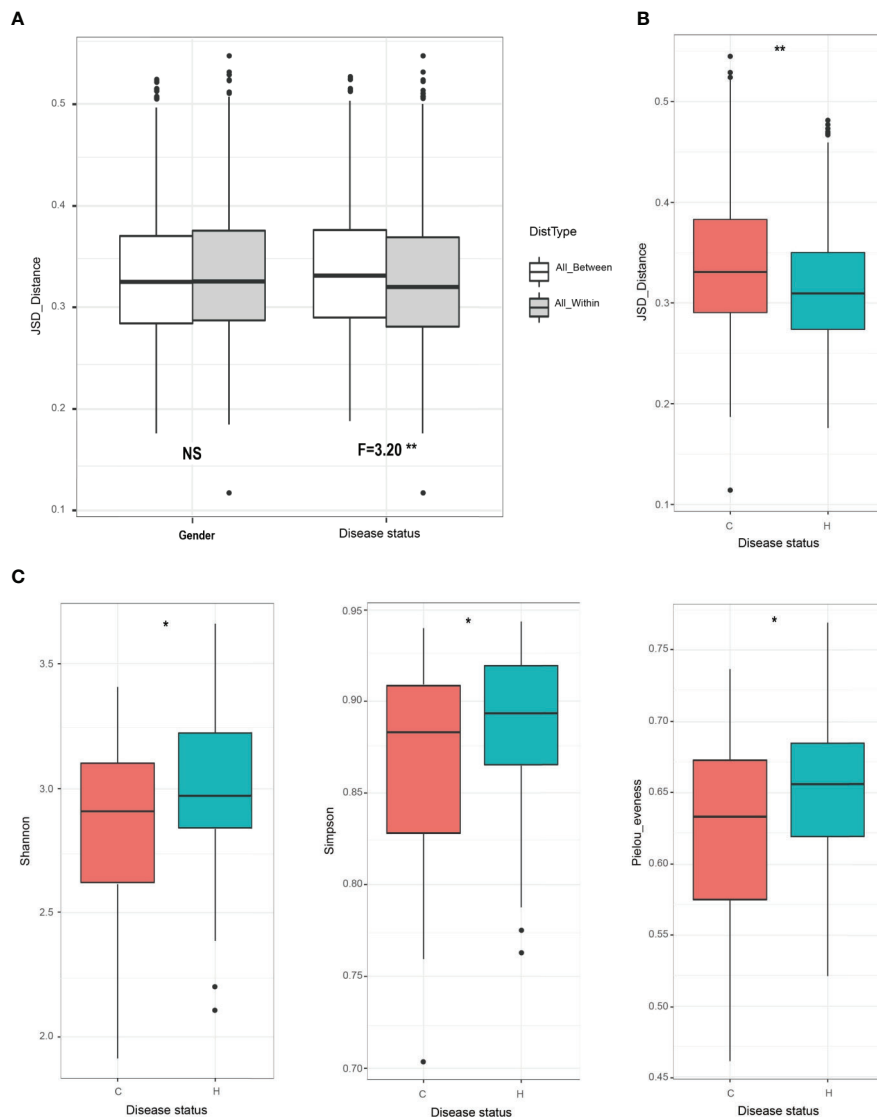 A
JSD_Distance
0.5
0.4
0.3
0.2
0.1
NS
F=3.20 **
Gender
Disease status
DistType
All_Between
All_Within
B
**
JSD_Distance
0.5
0.4
0.3
0.2
0.1
C
H
Disease status
C
*
Shannon
3.5
3.0
2.5
2.0
C
H
Disease status
*
Simpson
0.95
0.90
0.85
0.80
0.75
0.70
C
H
Disease status
*
Pielou_eveness
0.75
0.70
0.65
0.60
0.55
0.50
0.45
C
H
Disease status